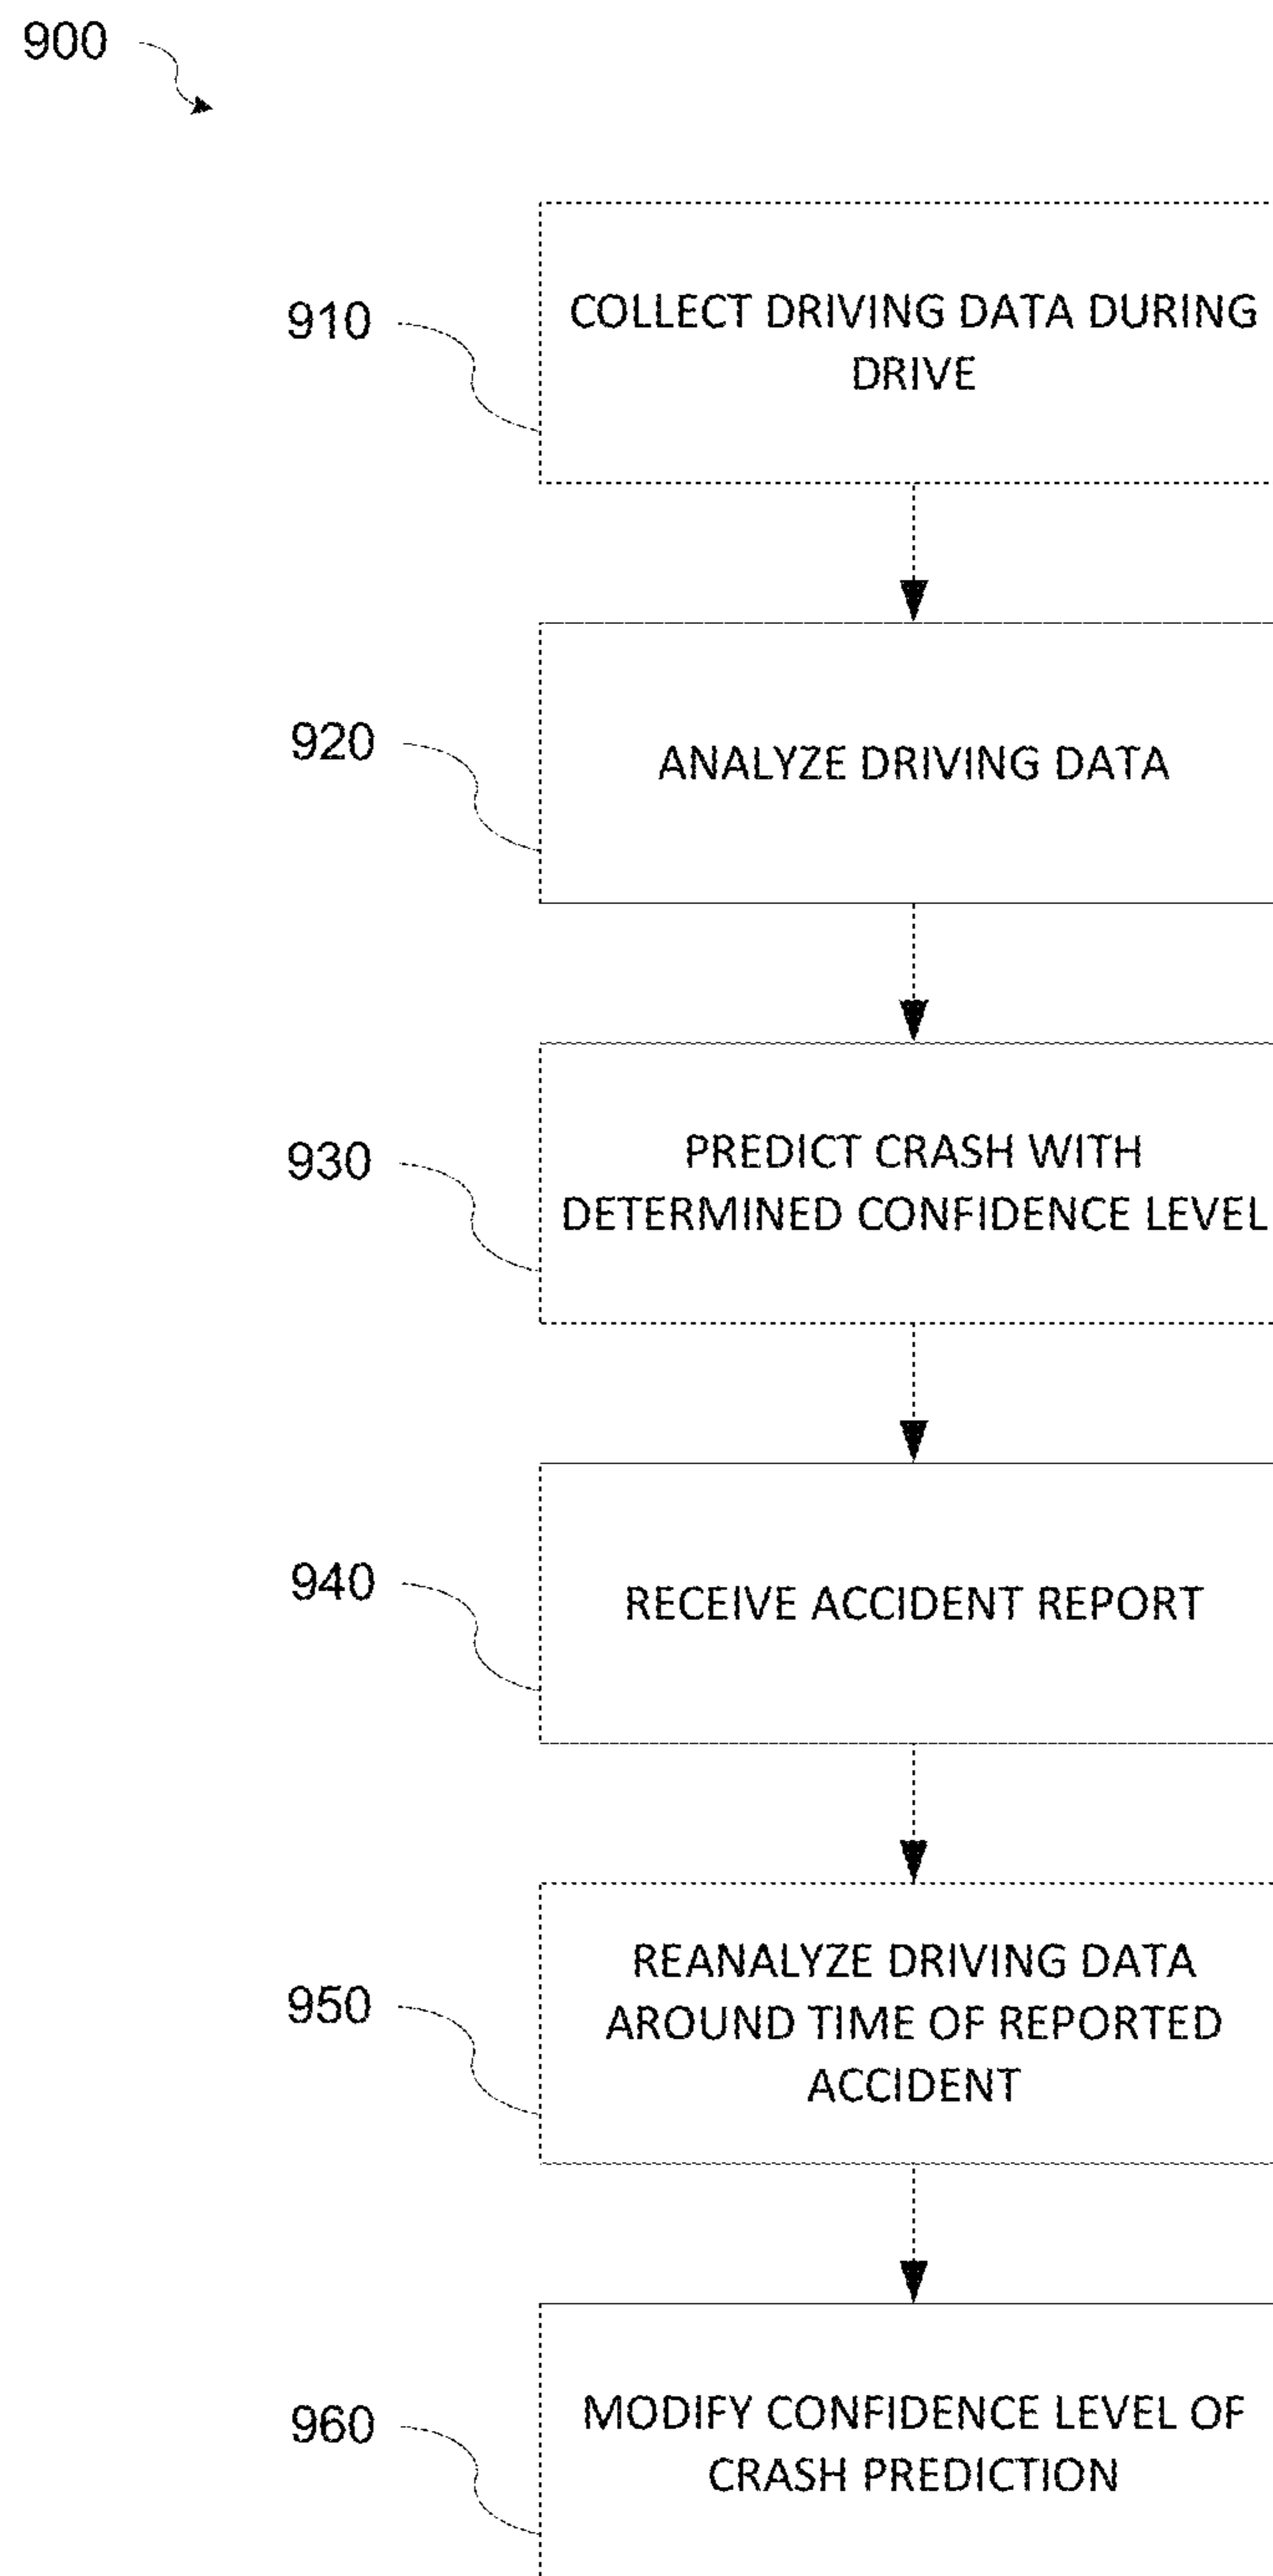 900
910
COLLECT DRIVING DATA DURING
DRIVE
920
ANALYZE DRIVING DATA
930
PREDICT CRASH WITH
DETERMINED CONFIDENCE LEVEL
940
RECEIVE ACCIDENT REPORT
950
REANALYZE DRIVING DATA
AROUND TIME OF REPORTED
ACCIDENT
960
MODIFY CONFIDENCE LEVEL OF
CRASH PREDICTION